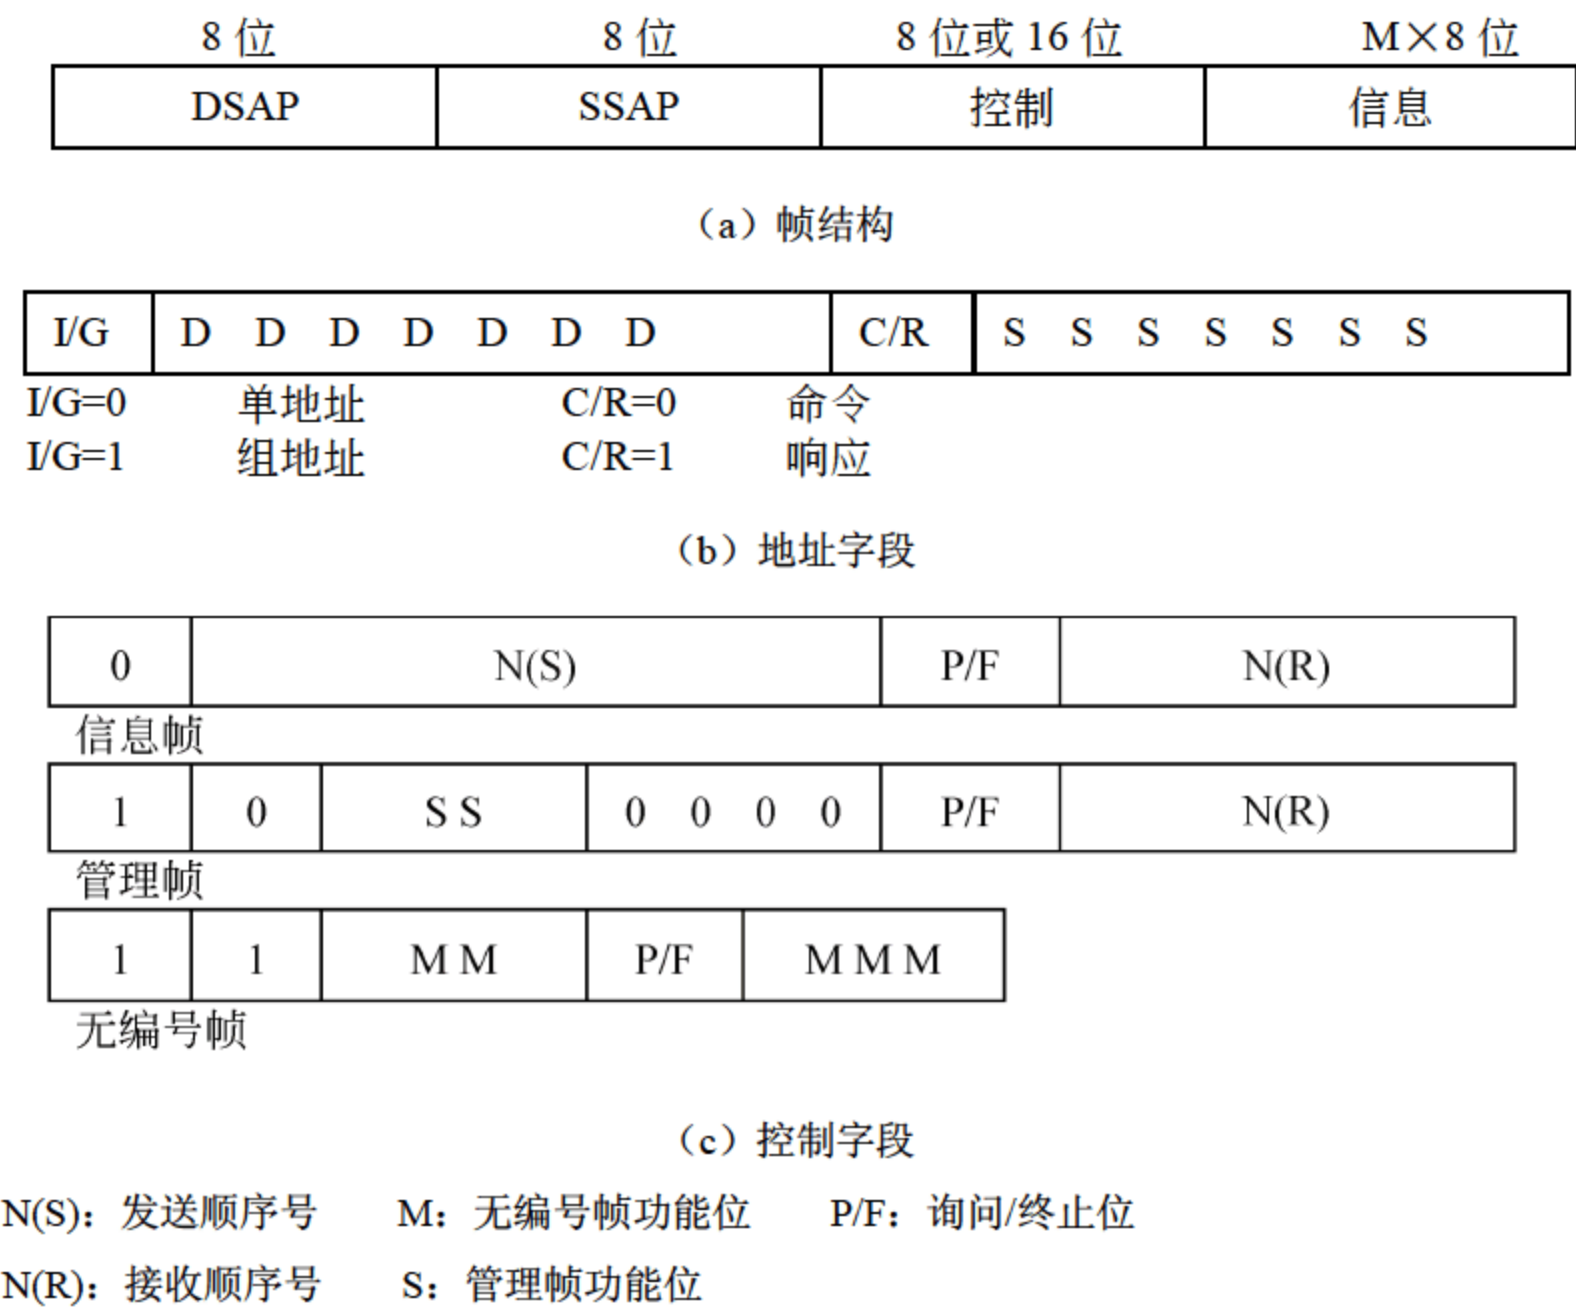 8 位 8 位 8 位或 16 位 M×8 位
DSAP SSAP 控制 信息
（a）帧结构
I/G D D D D D D D C/R S S S S S S S
I/G=0 单地址 C/R=0 命令
I/G=1 组地址 C/R=1 响应
（b）地址字段
0 N(S) P/F N(R)
信息帧
1 0 S S 0 0 0 0 P/F N(R)
管理帧
1 1 M M P/F M M M
无编号帧
（c）控制字段
N(S)：发送顺序号 M：无编号帧功能位 P/F：询问/终止位
N(R)：接收顺序号 S：管理帧功能位